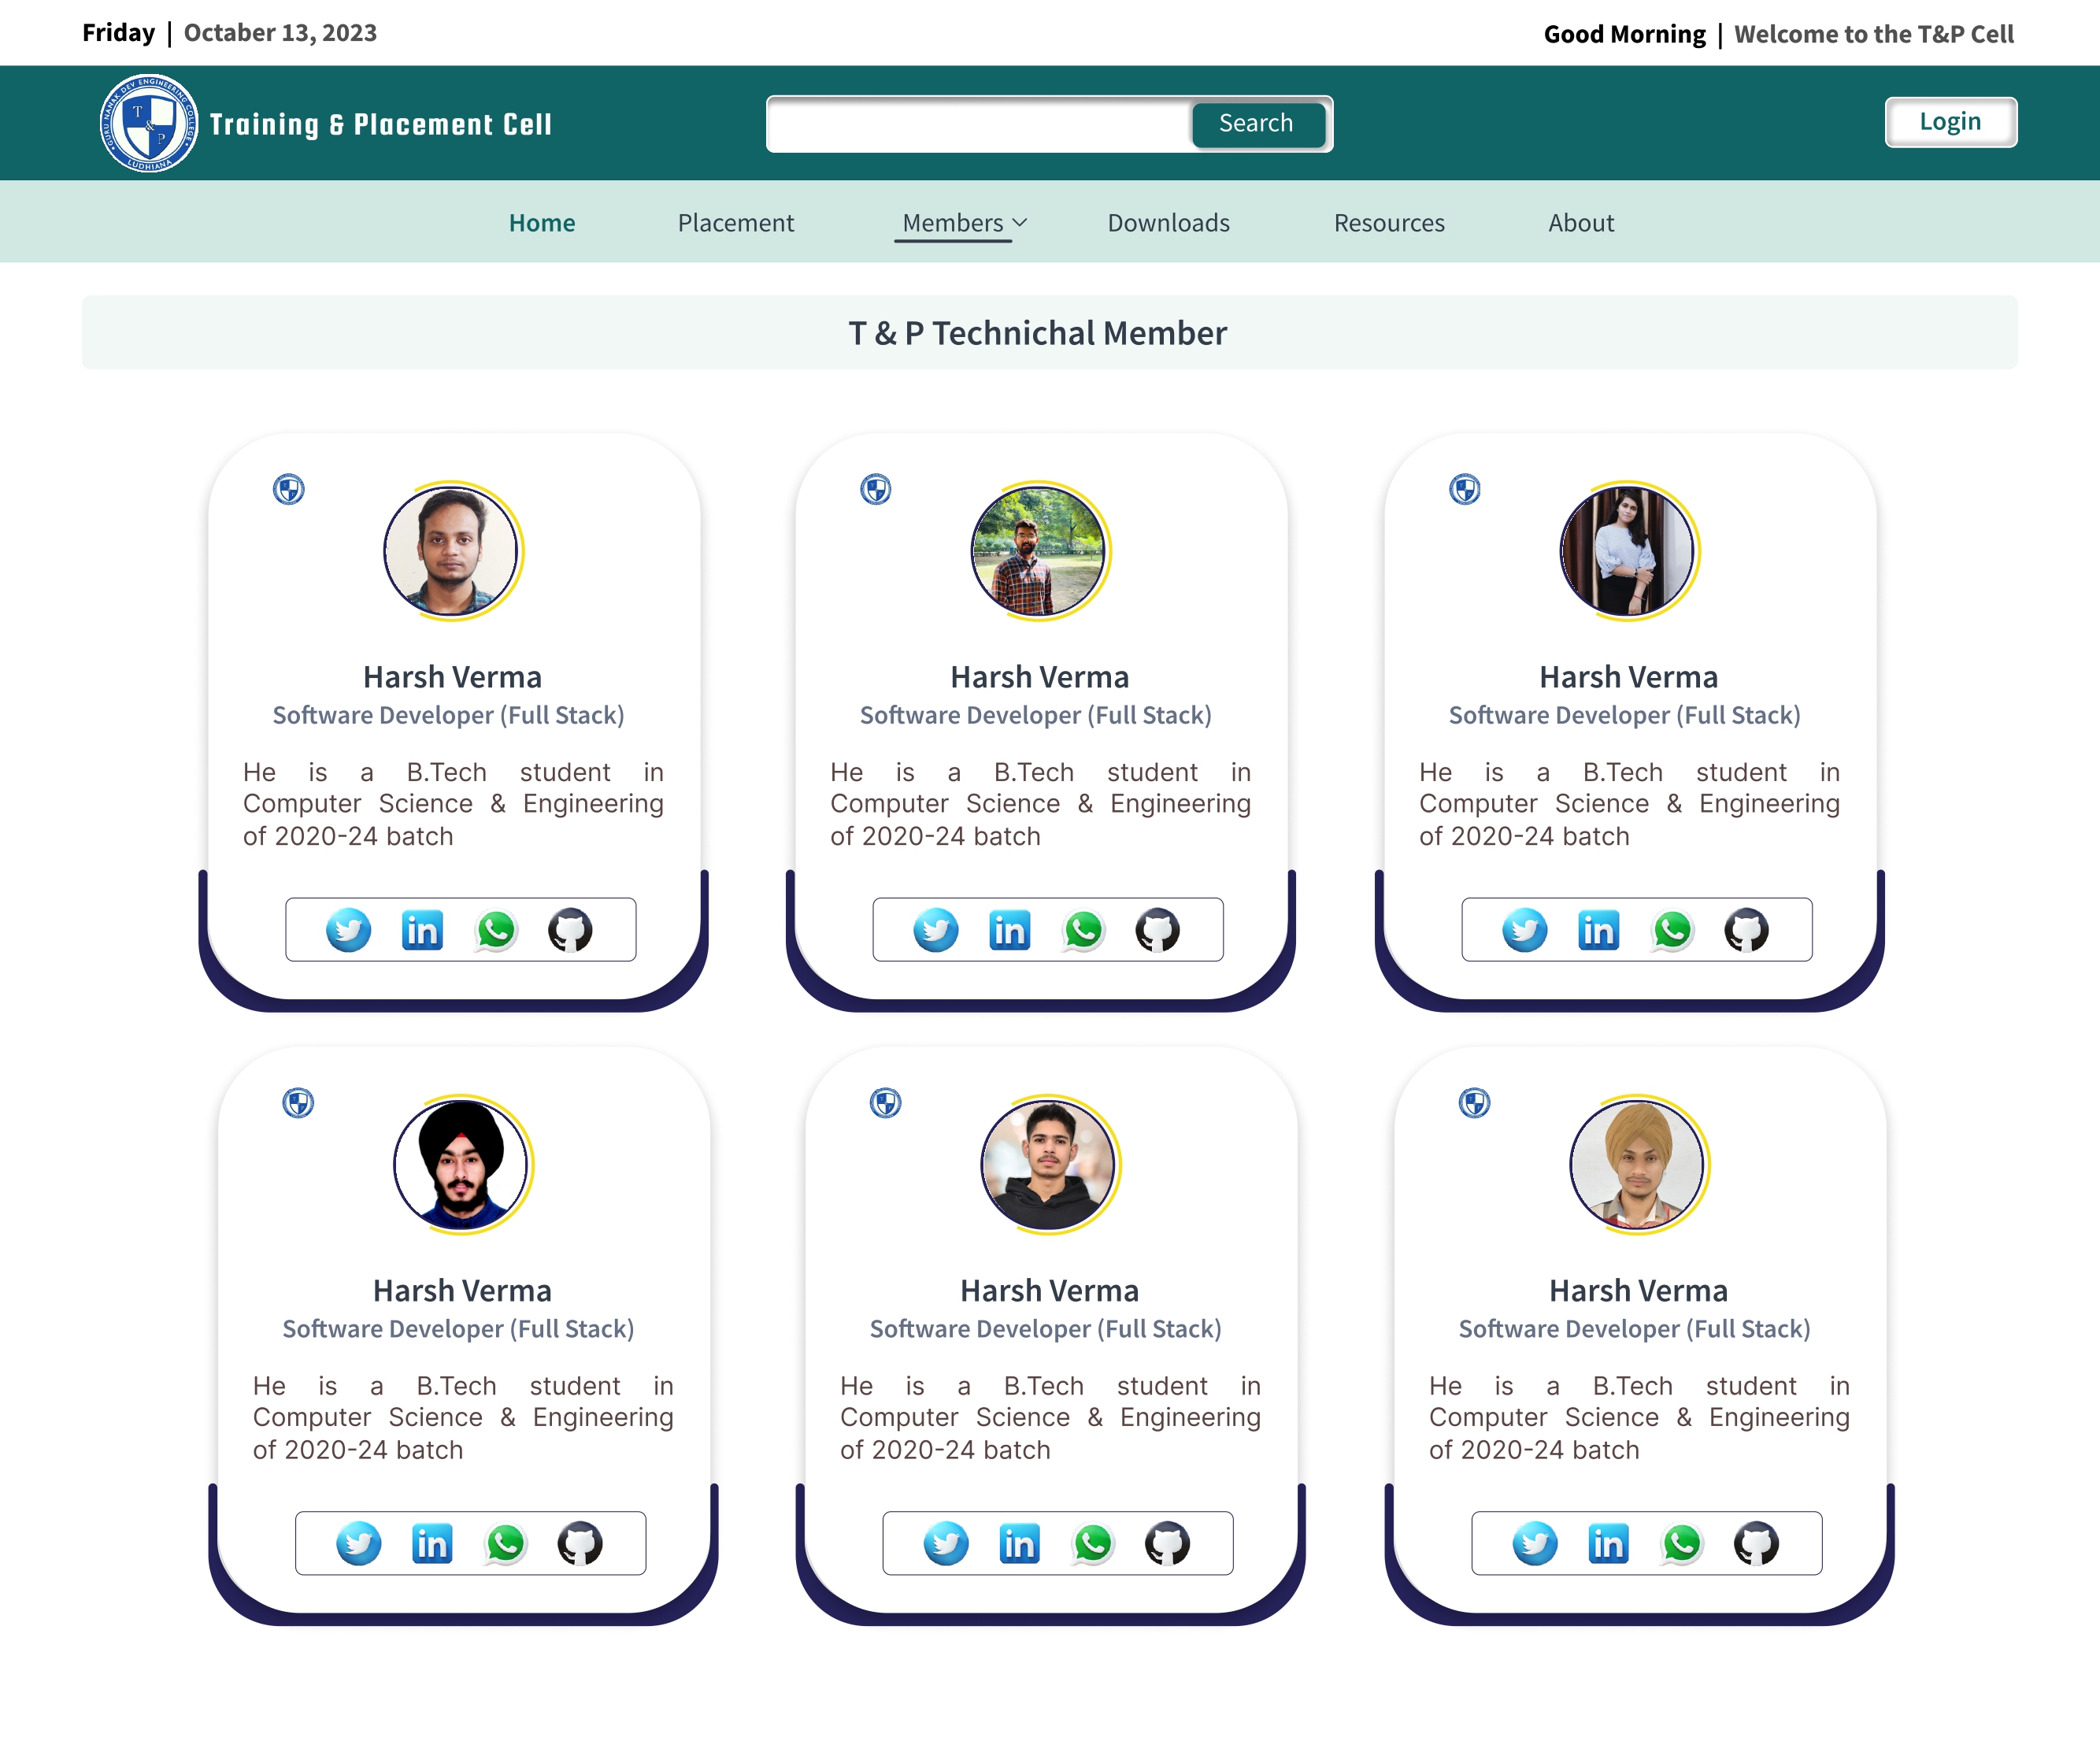 Friday | Octaber 13, 2023
Good Morning | Welcome to the T&P Cell
GURU NANAK DEV ENGINEERING COLLEGE
T & P
LUDHIANA
Training & Placement Cell
Search
Login
Home
Placement
Members
Downloads
Resources
About
T & P Technichal Member
Harsh Verma
Software Developer (Full Stack)
He is a B.Tech student in
Computer Science & Engineering
of 2020-24 batch
in
Harsh Verma
Software Developer (Full Stack)
He is a B.Tech student in
Computer Science & Engineering
of 2020-24 batch
in
Harsh Verma
Software Developer (Full Stack)
He is a B.Tech student in
Computer Science & Engineering
of 2020-24 batch
in
Harsh Verma
Software Developer (Full Stack)
He is a B.Tech student in
Computer Science & Engineering
of 2020-24 batch
in
Harsh Verma
Software Developer (Full Stack)
He is a B.Tech student in
Computer Science & Engineering
of 2020-24 batch
in
Harsh Verma
Software Developer (Full Stack)
He is a B.Tech student in
Computer Science & Engineering
of 2020-24 batch
in